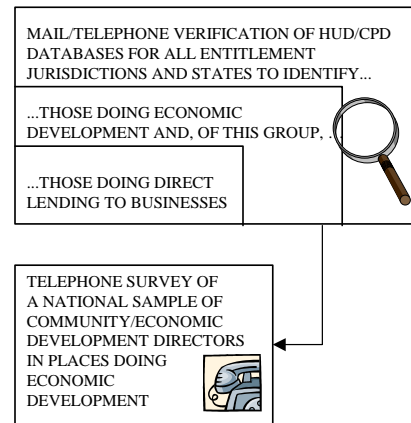 MAIL/TELEPHONE VERIFICATION OF HUD/CPD
DATABASES FOR ALL ENTITLEMENT
JURISDICTIONS AND STATES TO IDENTIFY...
...THOSE DOING ECONOMIC
DEVELOPMENT AND, OF THIS GROUP, ...
...THOSE DOING DIRECT
LENDING TO BUSINESSES
TELEPHONE SURVEY OF
A NATIONAL SAMPLE OF
COMMUNITY/ECONOMIC
DEVELOPMENT DIRECTORS
IN PLACES DOING
ECONOMIC
DEVELOPMENT